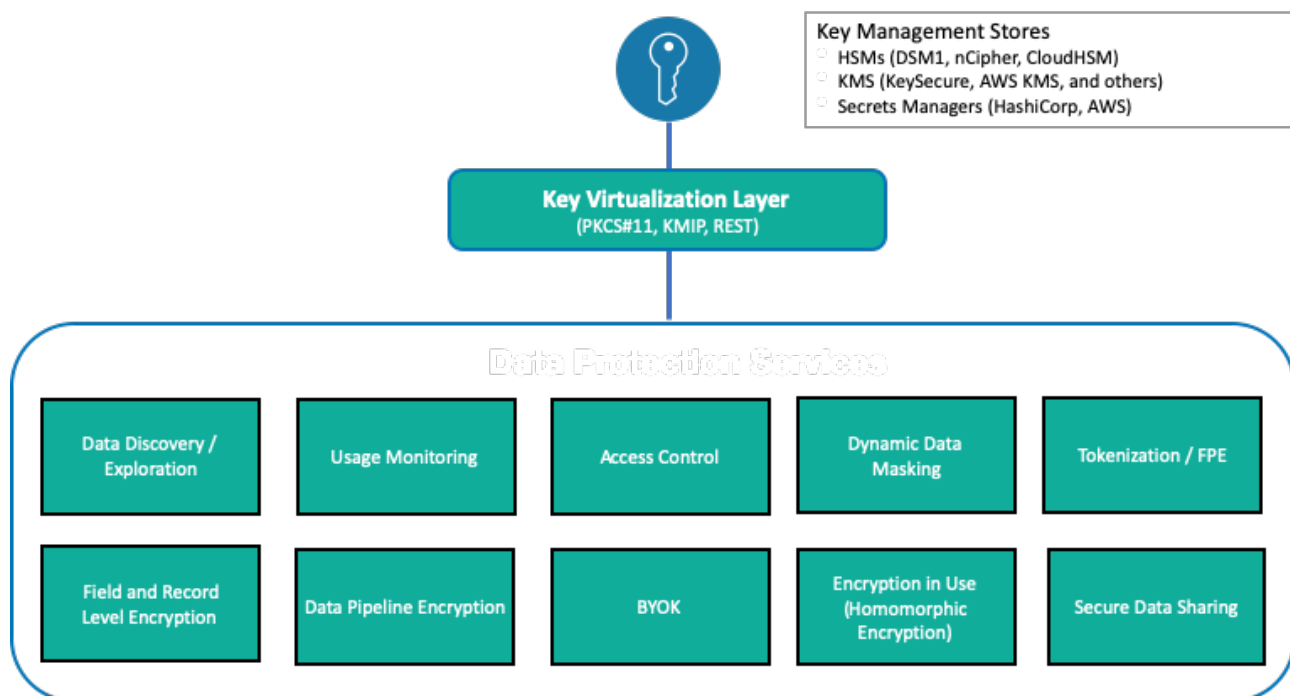 Key Management Stores
HSMs (DSM1, nCipher, CloudHSM)
KMS (KeySecure, AWS KMS, and others)
Secrets Managers (HashiCorp, AWS)
Key Virtualization Layer
(PKCS#11, KMIP, REST)
Data Protection Services
Data Discovery /
Exploration
Usage Monitoring
Access Control
Dynamic Data
Masking
Tokenization / FPE
Field and Record
Level Encryption
Data Pipeline Encryption
BYOK
Encryption in Use
(Homomorphic
Encryption)
Secure Data Sharing